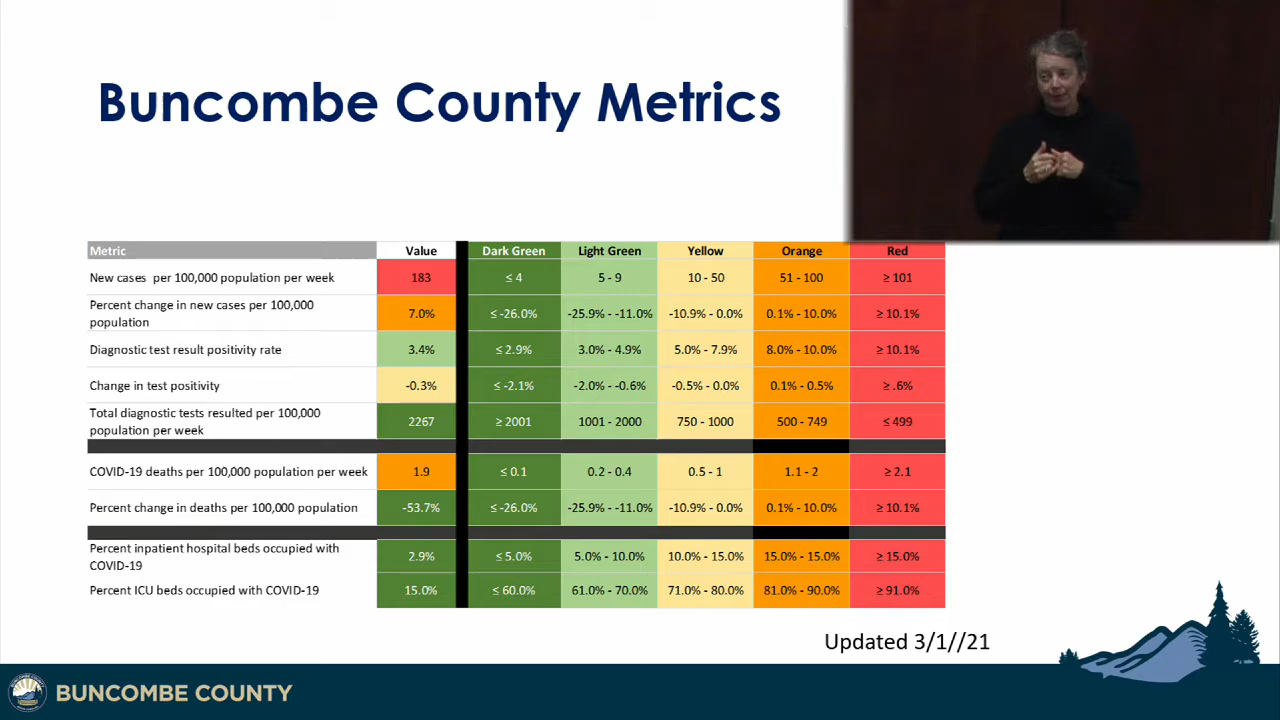 Buncombe County Metrics
Metric Value Dark Green Light Green Yellow Orange Red
New cases per 100,000 population per week 183 ≤ 4 5 - 9 10 - 50 51 - 100 ≥ 101
Percent change in new cases per 100,000
population 7.0% ≤ -26.0% -25.9% - -11.0% -10.9% - 0.0% 0.1% - 10.0% ≥ 10.1%
Diagnostic test result positivity rate 3.4% ≤ 2.9% 3.0% - 4.9% 5.0% - 7.9% 8.0% - 10.0% ≥ 10.1%
Change in test positivity -0.3% ≤ -2.1% -2.0% - -0.6% -0.5% - 0.0% 0.1% - 0.5% ≥ .6%
Total diagnostic tests resulted per 100,000
population per week 2267 ≥ 2001 1001 - 2000 750 - 1000 500 - 749 ≤ 499
COVID-19 deaths per 100,000 population per week 1.9 ≤ 0.1 0.2 - 0.4 0.5 - 1 1.1 - 2 ≥ 2.1
Percent change in deaths per 100,000 population -53.7% ≤ -26.0% -25.9% - -11.0% -10.9% - 0.0% 0.1% - 10.0% ≥ 10.1%
Percent inpatient hospital beds occupied with
COVID-19 2.9% ≤ 5.0% 5.0% - 10.0% 10.0% - 15.0% 15.0% - 15.0% ≥ 15.0%
Percent ICU beds occupied with COVID-19 15.0% ≤ 60.0% 61.0% - 70.0% 71.0% - 80.0% 81.0% - 90.0% ≥ 91.0%
Updated 3/1//21
BUNCOMBE COUNTY